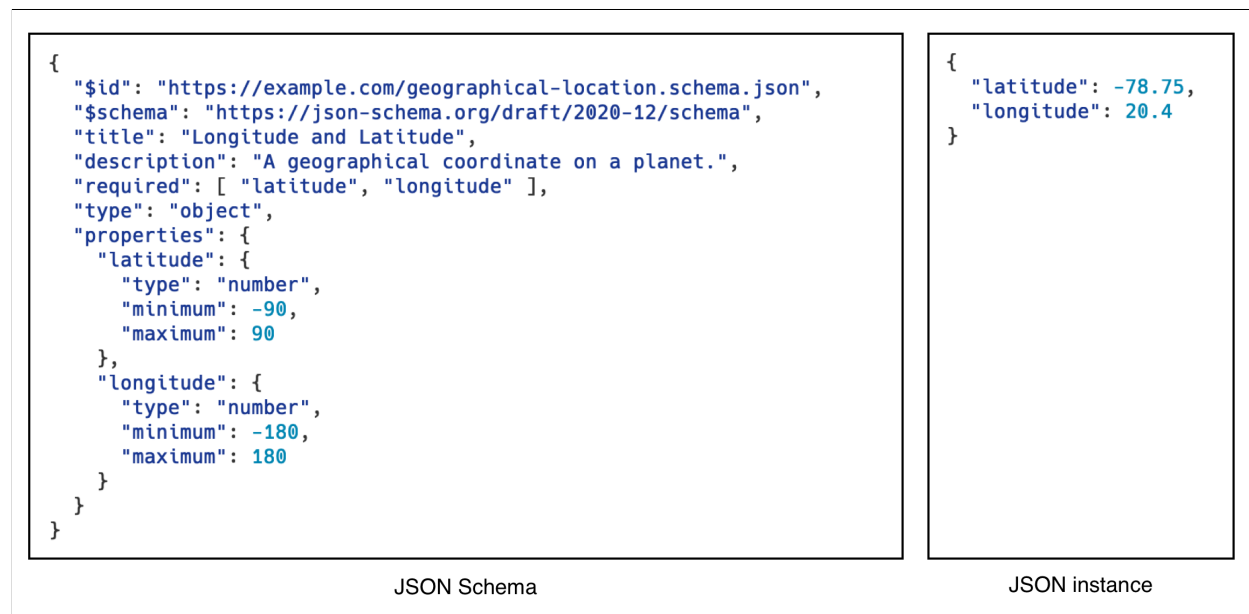 {
  "$id": "https://example.com/geographical-location.schema.json",
  "$schema": "https://json-schema.org/draft/2020-12/schema",
  "title": "Longitude and Latitude",
  "description": "A geographical coordinate on a planet.",
  "required": [ "latitude", "longitude" ],
  "type": "object",
  "properties": {
    "latitude": {
      "type": "number",
      "minimum": -90,
      "maximum": 90
    },
    "longitude": {
      "type": "number",
      "minimum": -180,
      "maximum": 180
    }
  }
}
JSON Schema
{
  "latitude": -78.75,
  "longitude": 20.4
}
JSON instance